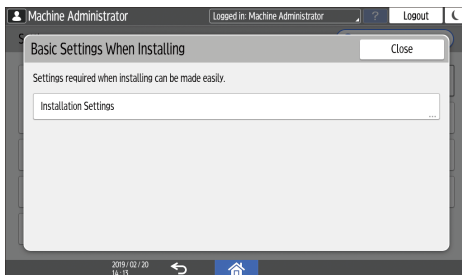 Machine Administrator
Logged in: Machine Administrator
?
Logout
Basic Settings When Installing
Close
Settings required when installing can be made easily.
Installation Settings
...
2019/02/20
14:13